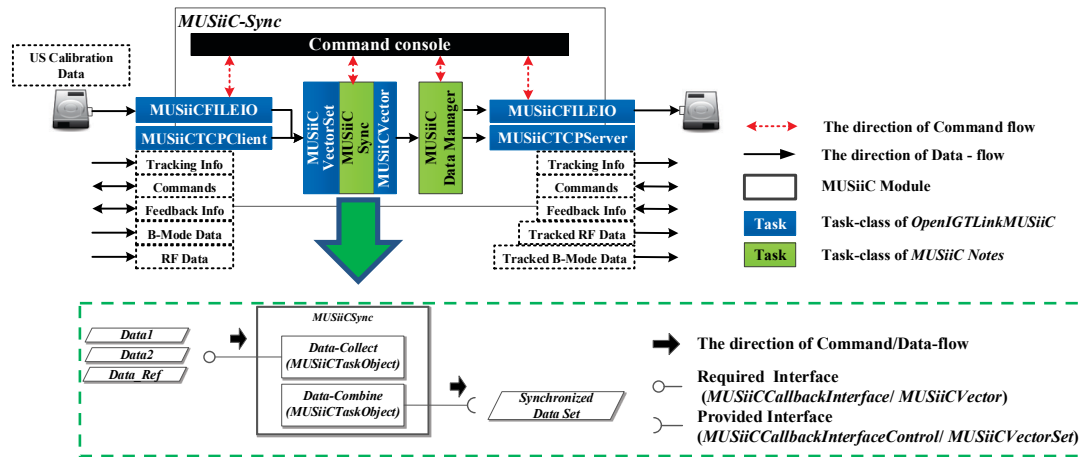 MUSiiC-Sync
Command console
US Calibration
Data
MUSiiCFILEIO
MUSiiCTCPClient
MUSiiC
VectorSet
MUSiiC
Sync
MUSiiCVector
MUSiiC
Data Manager
MUSiiCFILEIO
MUSiiCTCPServer
Tracking Info
Commands
Feedback Info
B-Mode Data
RF Data
Tracking Info
Commands
Feedback Info
Tracked RF Data
Tracked B-Mode Data
The direction of Command flow
The direction of Data - flow
MUSiiC Module
Task
Task-class of OpenIGTLinkMUSiiC
Task
Task-class of MUSiiC Notes
Data1
Data2
Data_Ref
MUSiiCSync
Data-Collect
(MUSiiCTaskObject)
Data-Combine
(MUSiiCTaskObject)
Synchronized
Data Set
The direction of Command/Data-flow
Required Interface
(MUSiiCCallbackInterface/ MUSiiCVector)
Provided Interface
(MUSiiCCallbackInterfaceControl/ MUSiiCVectorSet)